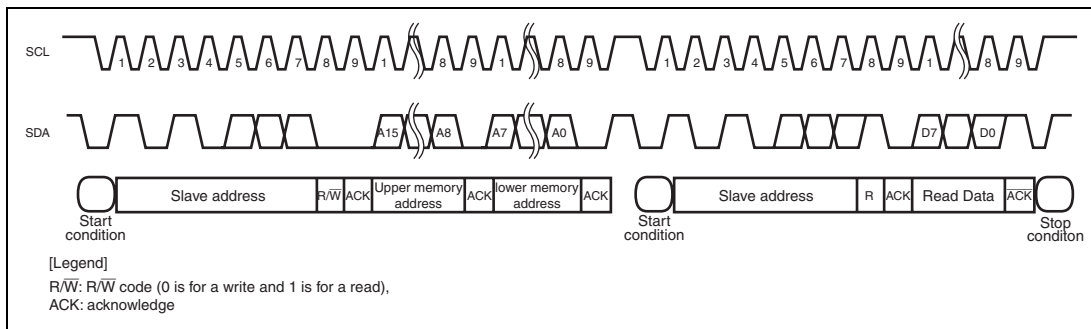 SCL
1 2 3 4 5 6 7 8 9 1 8 9 1 8 9 1 2 3 4 5 6 7 8 9 1 8 9
SDA
A15 A8 A7 A0 D7 D0
Slave address R/W̅ ACK Upper memory address ACK lower memory address ACK Slave address R ACK Read Data A̅C̅K̅
Start condition Start condition Stop conditon
[Legend]
R/W̅: R/W̅ code (0 is for a write and 1 is for a read),
ACK: acknowledge